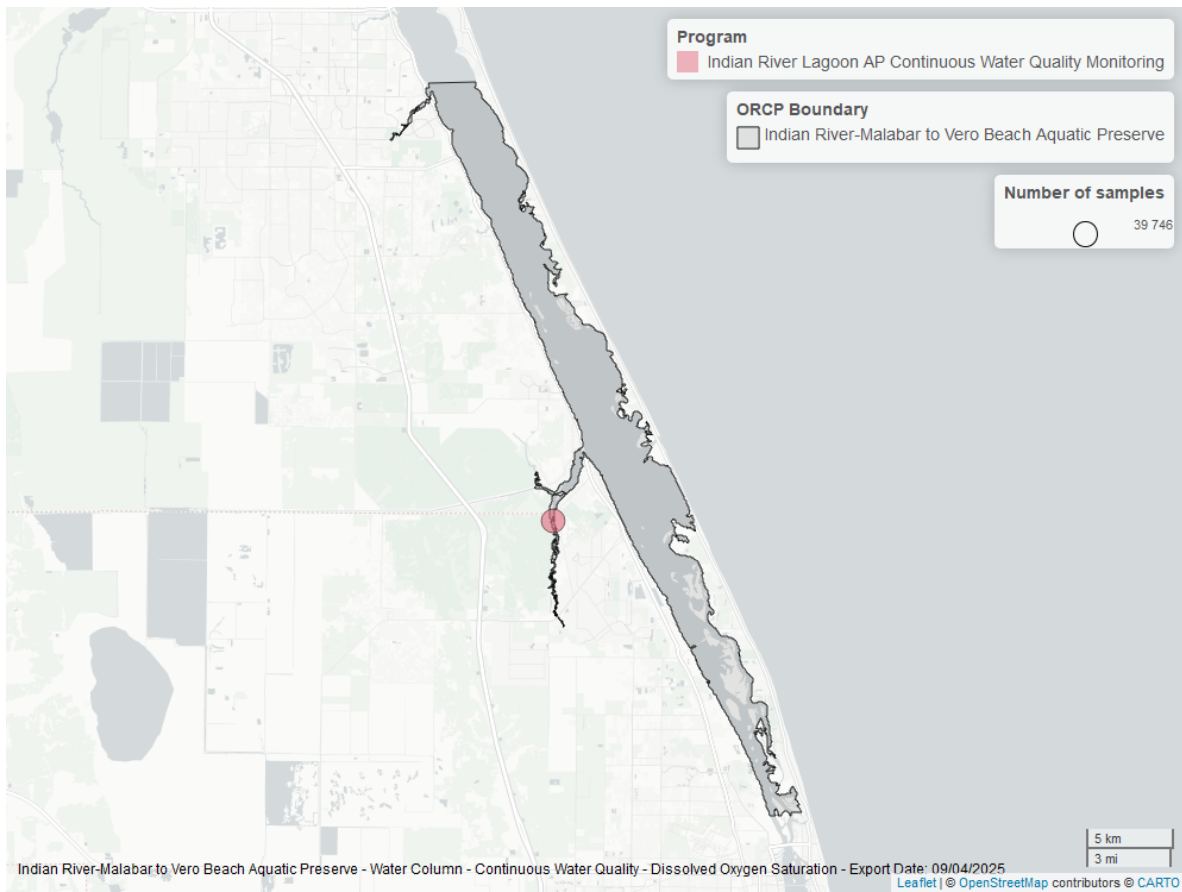 Program
Indian River Lagoon AP Continuous Water Quality Monitoring
ORCP Boundary
Indian River-Malabar to Vero Beach Aquatic Preserve
Number of samples
39 746
5 km
3 mi
Indian River-Malabar to Vero Beach Aquatic Preserve - Water Column - Continuous Water Quality - Dissolved Oxygen Saturation - Export Date: 09/04/2025
Leaflet | © OpenStreetMap contributors © CARTO